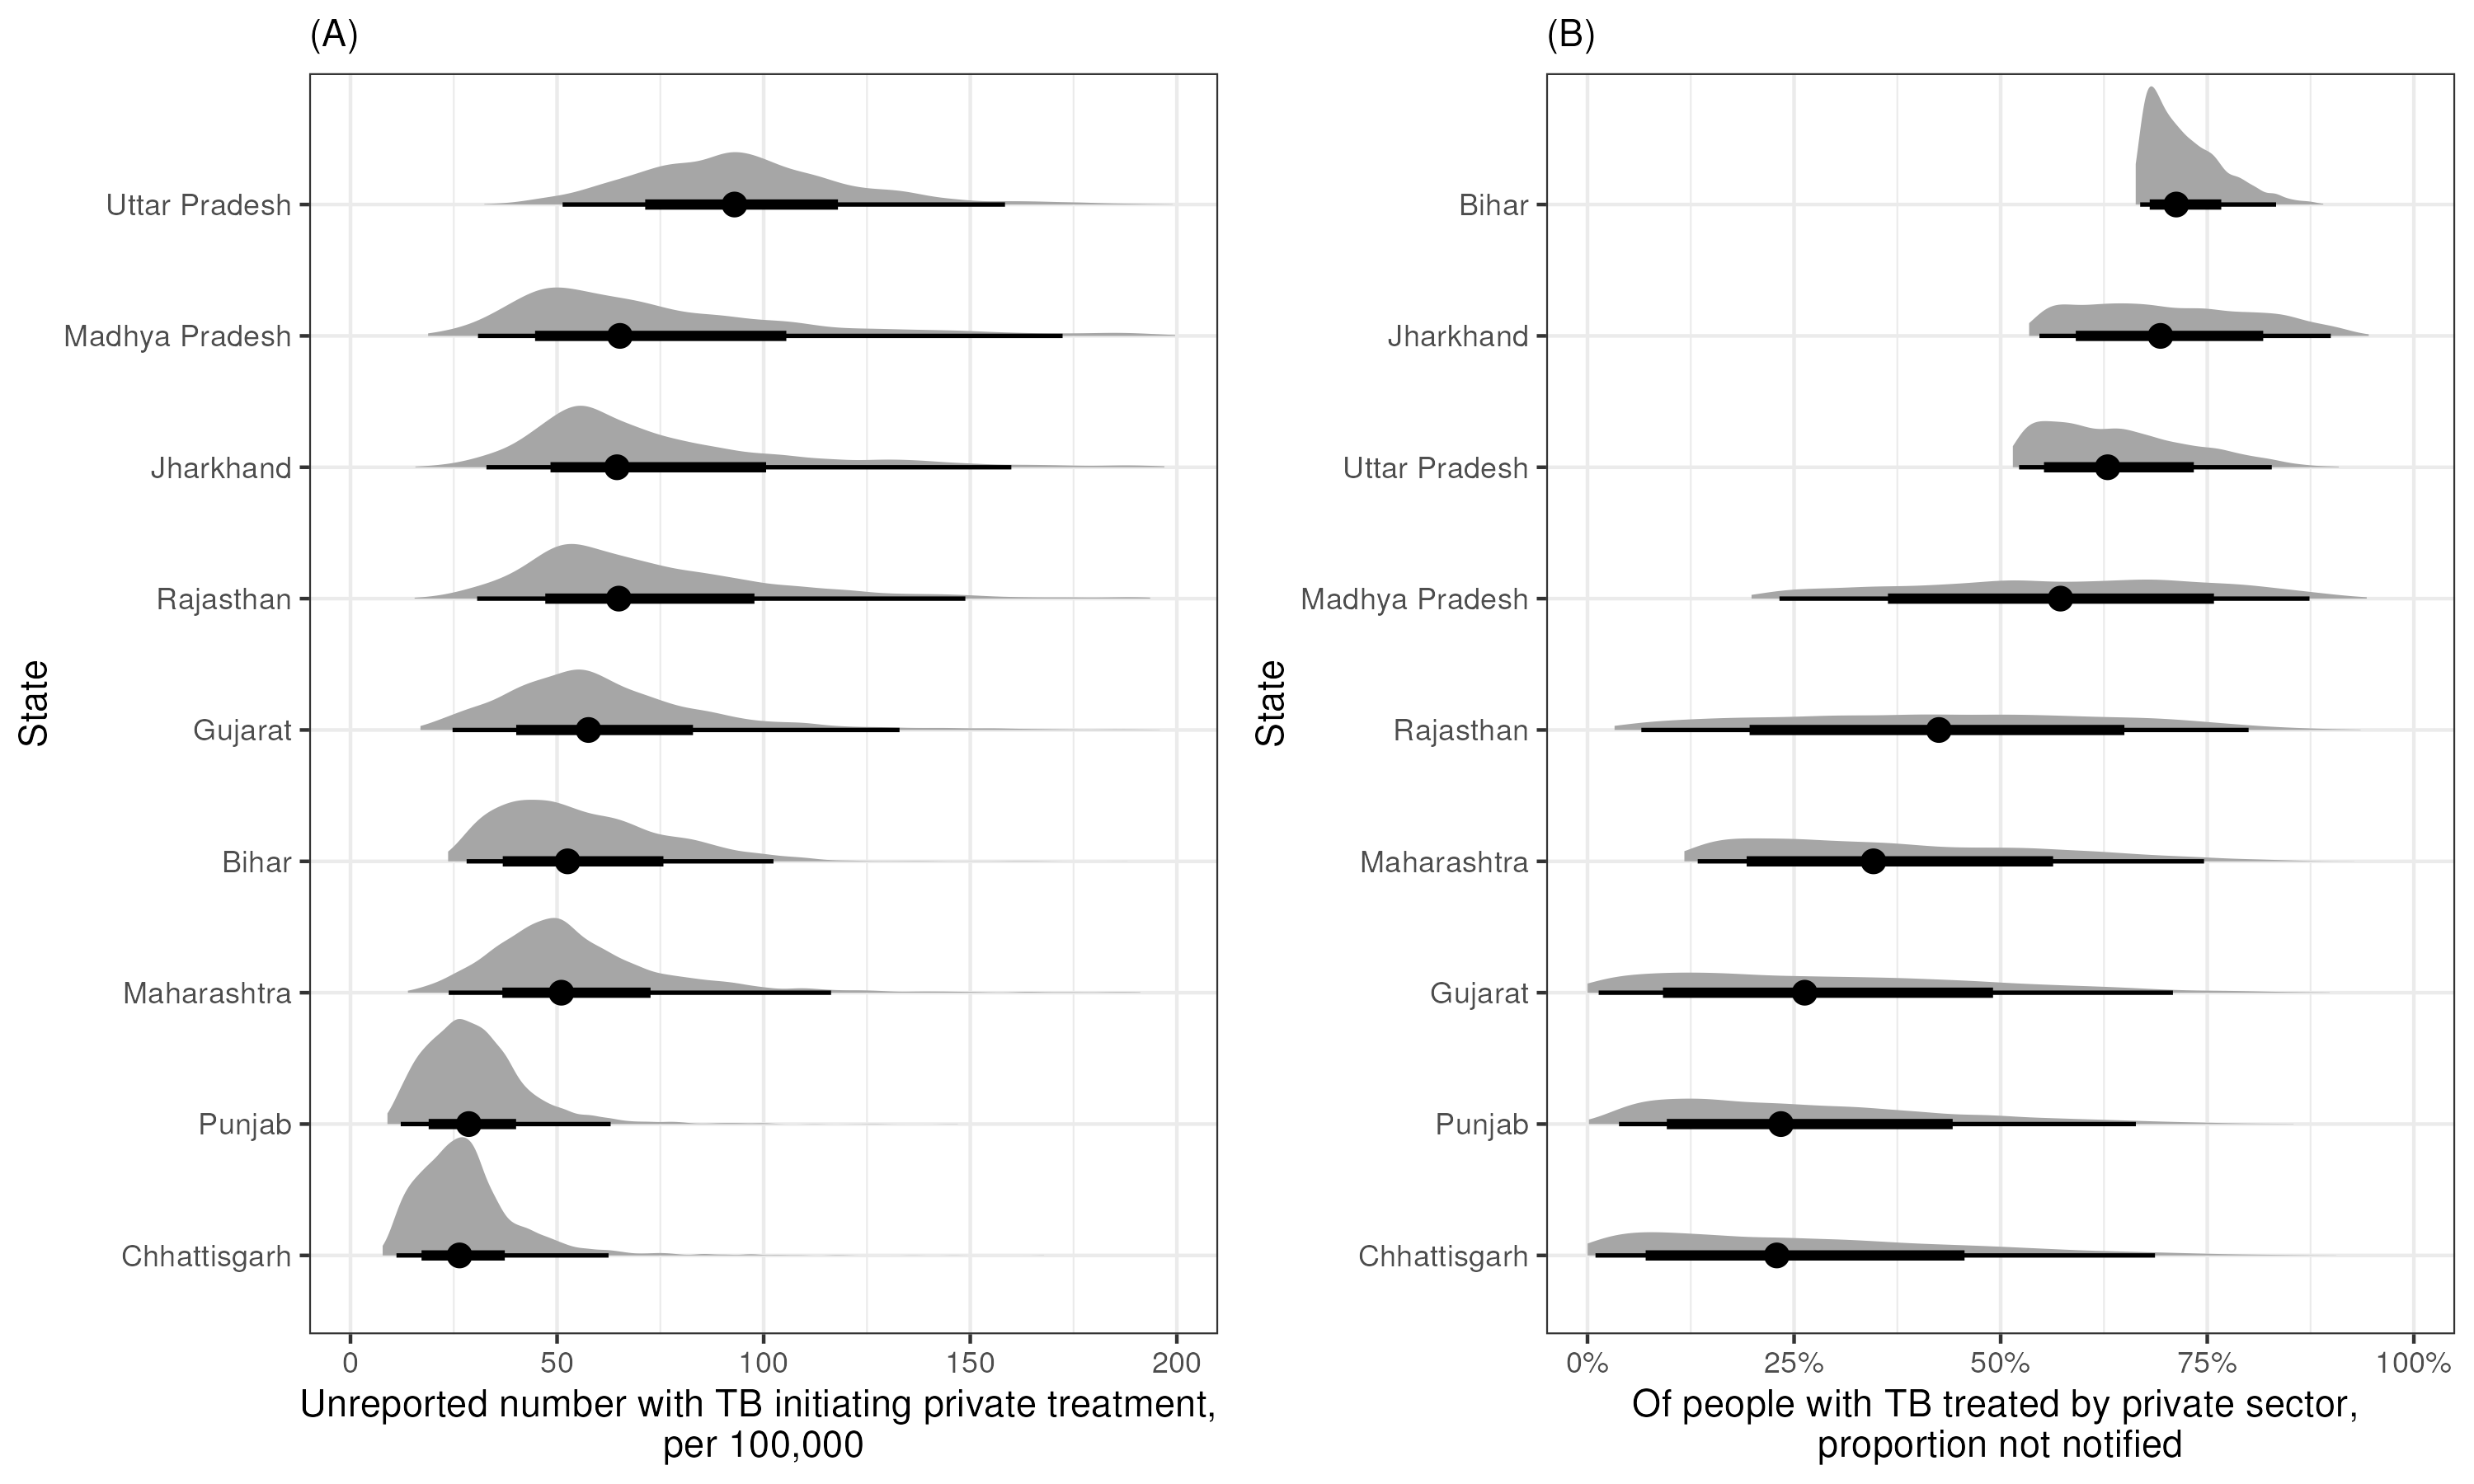 (A)
State
Uttar Pradesh
Madhya Pradesh
Jharkhand
Rajasthan
Gujarat
Bihar
Maharashtra
Punjab
Chhattisgarh
0 50 100 150 200
Unreported number with TB initiating private treatment,
per 100,000
(B)
State
Bihar
Jharkhand
Uttar Pradesh
Madhya Pradesh
Rajasthan
Maharashtra
Gujarat
Punjab
Chhattisgarh
0% 25% 50% 75% 100%
Of people with TB treated by private sector,
proportion not notified